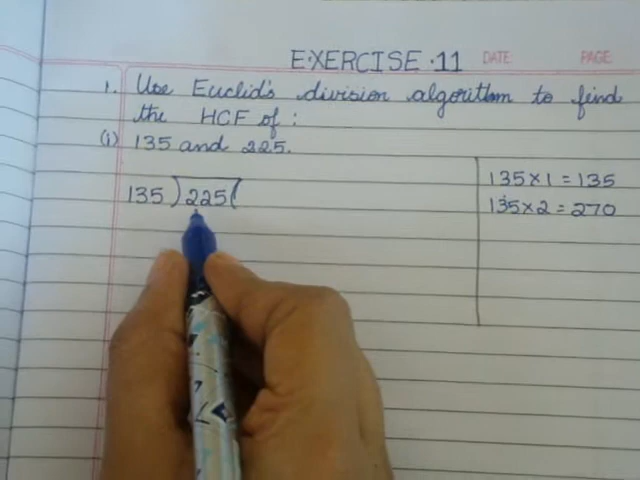 E.XERCISE .11 DATE PAGE
1. Use Euclid's division algorithm to find
the HCF of :
(i) 135 and 225.
135 ) 225 (
135 × 1 = 135
135 × 2 = 270